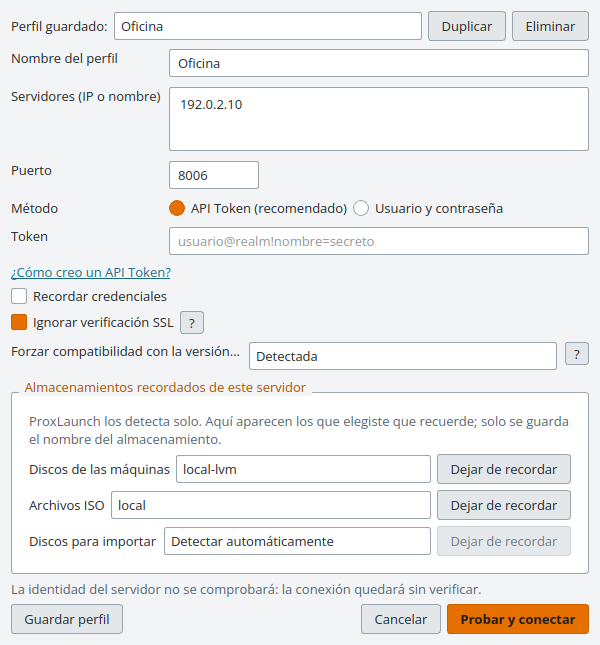 Perfil guardado: Oficina Duplicar Eliminar
Nombre del perfil Oficina
Servidores (IP o nombre) 192.0.2.10
Puerto 8006
Método API Token (recomendado) Usuario y contraseña
Token usuario@realm!nombre=secreto
¿Cómo creo un API Token?
Recordar credenciales
Ignorar verificación SSL ?
Forzar compatibilidad con la versión... Detectada ?
Almacenamientos recordados de este servidor
ProxLaunch los detecta solo. Aquí aparecen los que elegiste que recuerde; solo se guarda
el nombre del almacenamiento.
Discos de las máquinas local-lvm Dejar de recordar
Archivos ISO local Dejar de recordar
Discos para importar Detectar automáticamente Dejar de recordar
La identidad del servidor no se comprobará: la conexión quedará sin verificar.
Guardar perfil Cancelar Probar y conectar